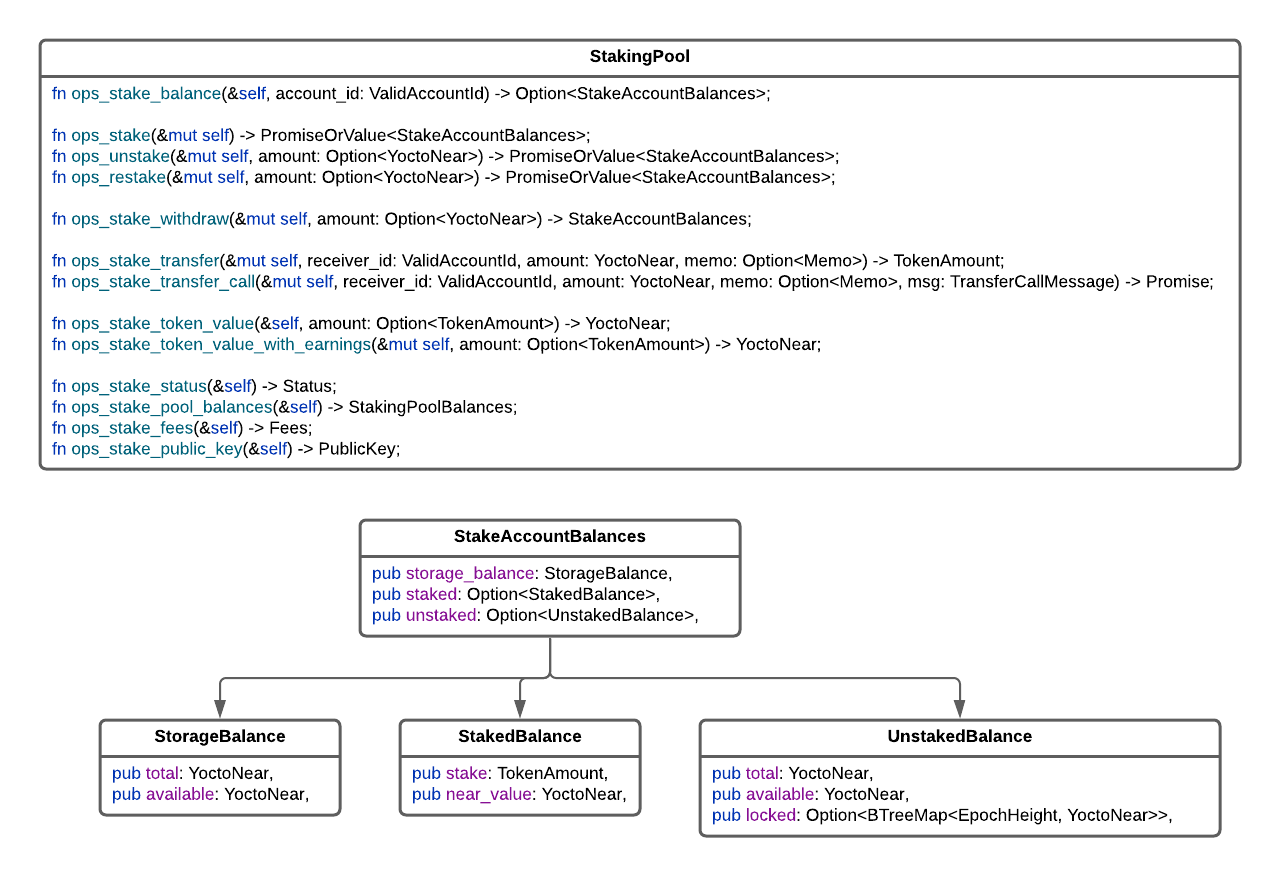 StakingPool
fn ops_stake_balance(&self, account_id: ValidAccountId) -> Option<StakeAccountBalances>;
fn ops_stake(&mut self) -> PromiseOrValue<StakeAccountBalances>;
fn ops_unstake(&mut self, amount: Option<YoctoNear>) -> PromiseOrValue<StakeAccountBalances>;
fn ops_restake(&mut self, amount: Option<YoctoNear>) -> PromiseOrValue<StakeAccountBalances>;
fn ops_stake_withdraw(&mut self, amount: Option<YoctoNear>) -> StakeAccountBalances;
fn ops_stake_transfer(&mut self, receiver_id: ValidAccountId, amount: YoctoNear, memo: Option<Memo>) -> TokenAmount;
fn ops_stake_transfer_call(&mut self, receiver_id: ValidAccountId, amount: YoctoNear, memo: Option<Memo>, msg: TransferCallMessage) -> Promise;
fn ops_stake_token_value(&self, amount: Option<TokenAmount>) -> YoctoNear;
fn ops_stake_token_value_with_earnings(&mut self, amount: Option<TokenAmount>) -> YoctoNear;
fn ops_stake_status(&self) -> Status;
fn ops_stake_pool_balances(&self) -> StakingPoolBalances;
fn ops_stake_fees(&self) -> Fees;
fn ops_stake_public_key(&self) -> PublicKey;
StakeAccountBalances
pub storage_balance: StorageBalance,
pub staked: Option<StakedBalance>,
pub unstaked: Option<UnstakedBalance>,
StorageBalance
pub total: YoctoNear,
pub available: YoctoNear,
StakedBalance
pub stake: TokenAmount,
pub near_value: YoctoNear,
UnstakedBalance
pub total: YoctoNear,
pub available: YoctoNear,
pub locked: Option<BTreeMap<EpochHeight, YoctoNear>>,